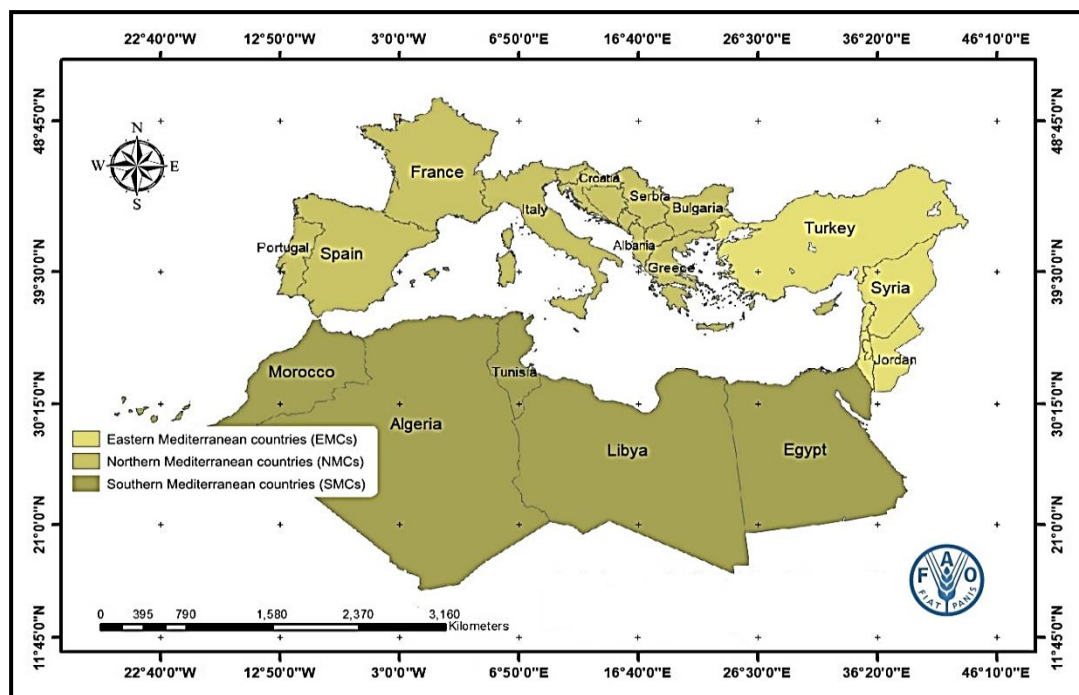 22°40'0"W 12°50'0"W 3°0'0"W 6°50'0"E 16°40'0"E 26°30'0"E 36°20'0"E 46°10'0"E
48°45'0"N 48°45'0"N
39°30'0"N 39°30'0"N
30°15'0"N 30°15'0"N
21°0'0"N 21°0'0"N
11°45'0"N 11°45'0"N
N
W E
S
France
Croatia
Italy
Serbra
Bulgaria
Portugal
Spain
Albania
Greece
Turkey
Syria
Jordan
Morocco
Tunisia
Algeria
Libya
Egypt
Eastern Mediterranean countries (EMCs)
Northern Mediterranean countries (NMCs)
Southern Mediterranean countries (SMCs)
0 395 790 1,580 2,370 3,160
Kilometers
F A O
FIAT PANIS
22°40'0"W 12°50'0"W 3°0'0"W 6°50'0"E 16°40'0"E 26°30'0"E 36°20'0"E 46°10'0"E